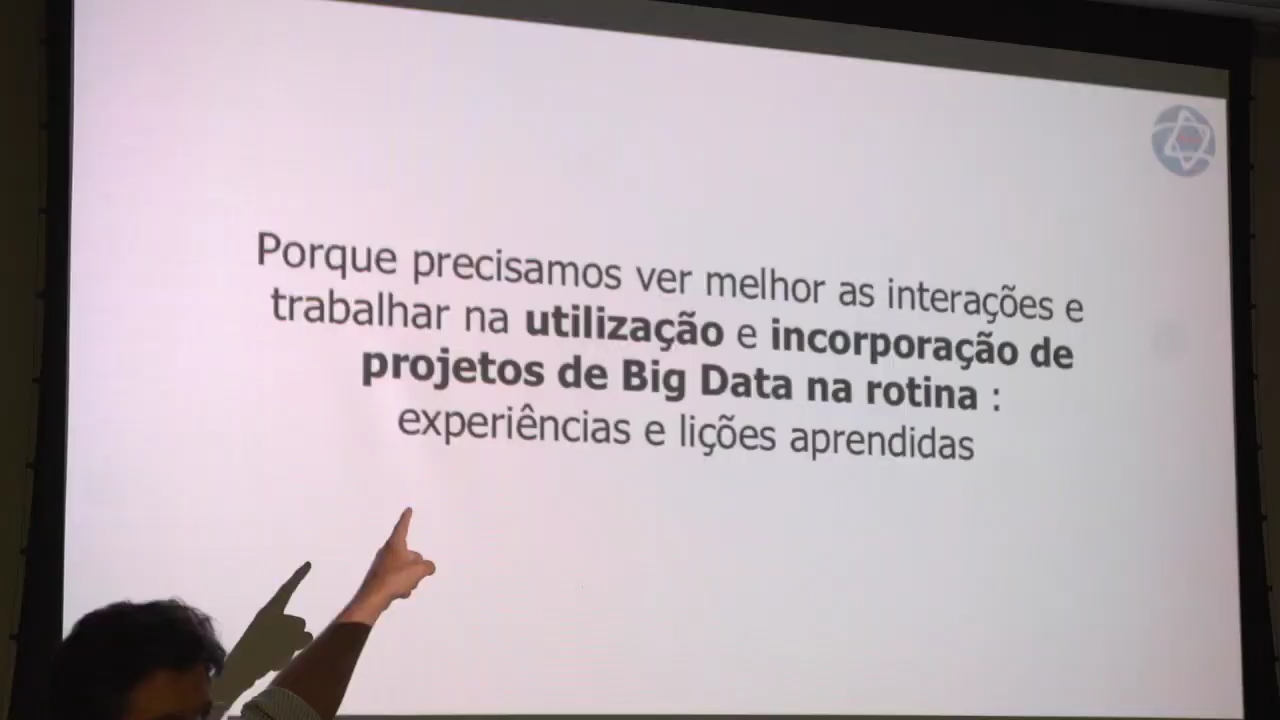 Porque precisamos ver melhor as interações e
trabalhar na utilização e incorporação de
projetos de Big Data na rotina :
experiências e lições aprendidas